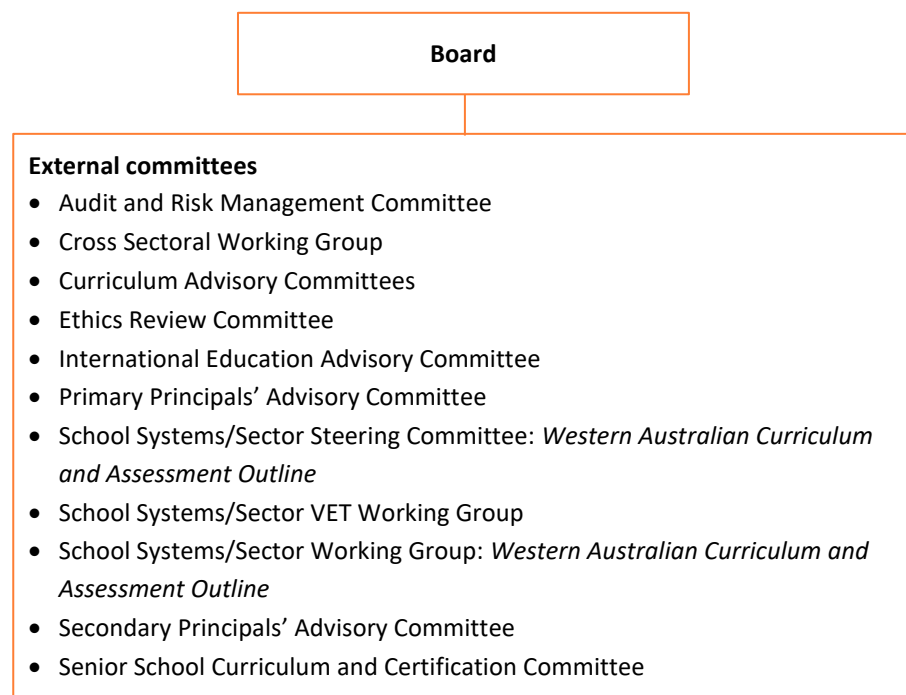 Board
External committees
• Audit and Risk Management Committee
• Cross Sectoral Working Group
• Curriculum Advisory Committees
• Ethics Review Committee
• International Education Advisory Committee
• Primary Principals’ Advisory Committee
• School Systems/Sector Steering Committee: Western Australian Curriculum
and Assessment Outline
• School Systems/Sector VET Working Group
• School Systems/Sector Working Group: Western Australian Curriculum and
Assessment Outline
• Secondary Principals’ Advisory Committee
• Senior School Curriculum and Certification Committee